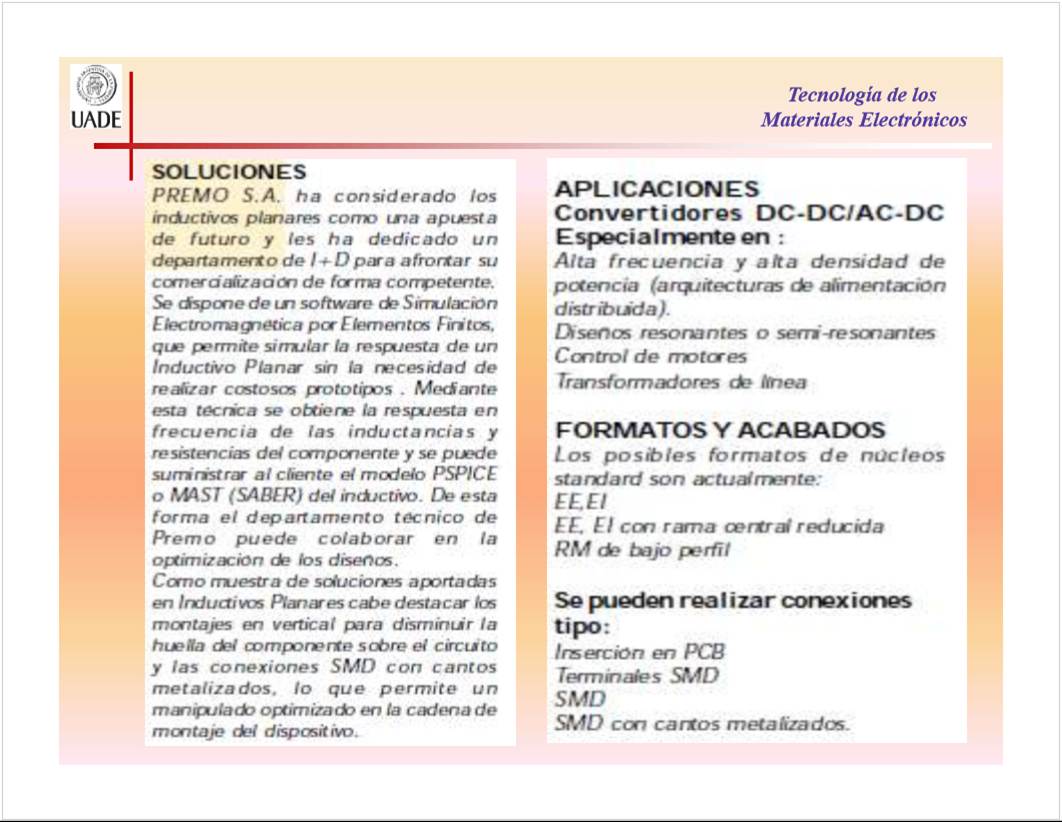 UADE
Tecnología de los
Materiales Electrónicos
SOLUCIONES
PREMO S.A. ha considerado los
inductivos planares como una apuesta
de futuro y les ha dedicado un
departamento de I+D para afrontar su
comercialización de forma competente.
Se dispone de un software de Simulación
Electromagnética por Elementos Finitos,
que permite simular la respuesta de un
Inductivo Planar sin la necesidad de
realizar costosos prototipos . Mediante
esta técnica se obtiene la respuesta en
frecuencia de las inductancias y
resistencias del componente y se puede
suministrar al cliente el modelo PSPICE
o MAST (SABER) del inductivo. De esta
forma el departamento técnico de
Premo puede colaborar en la
optimización de los diseños.
Como muestra de soluciones aportadas
en Inductivos Planares cabe destacar los
montajes en vertical para disminuir la
huella del componente sobre el circuito
y las conexiones SMD con cantos
metalizados, lo que permite un
manipulado optimizado en la cadena de
montaje del dispositivo.
APLICACIONES
Convertidores DC-DC/AC-DC
Especialmente en :
Alta frecuencia y alta densidad de
potencia (arquitecturas de alimentación
distribuida).
Diseños resonantes o semi-resonantes
Control de motores
Transformadores de línea
FORMATOS Y ACABADOS
Los posibles formatos de núcleos
standard son actualmente:
EE,EI
EE, EI con rama central reducida
RM de bajo perfil
Se pueden realizar conexiones
tipo:
Inserción en PCB
Terminales SMD
SMD
SMD con cantos metalizados.